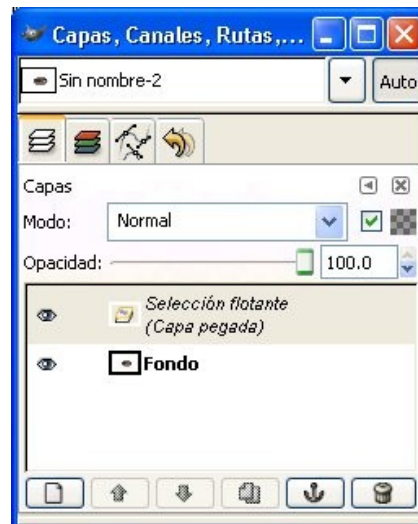 Capas, Canales, Rutas,...
Sin nombre-2
Auto
Capas
Modo: Normal
Opacidad: 100.0
Selección flotante
(Capa pegada)
Fondo